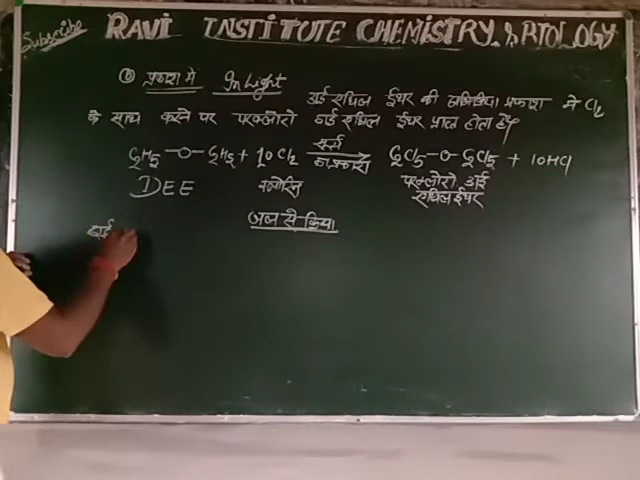 Subscribe RAVI INSTITUTE CHEMISTRY & BIOLOGY
(b) प्रकाश में In Light
डाई एथिल ईथर की अभिक्रिया प्रकाश में Cl₂
के साथ करने पर परक्लोरो डाई एथिल ईथर प्राप्त होता है।
C₂H₅—O—C₂H₅ + 10 Cl₂ सूर्य का प्रकाश → C₂Cl₅—O—C₂Cl₅ + 10HCl
DEE क्लोरिन परक्लोरो डाई
एथिल ईथर
जल से क्रिया
डाई